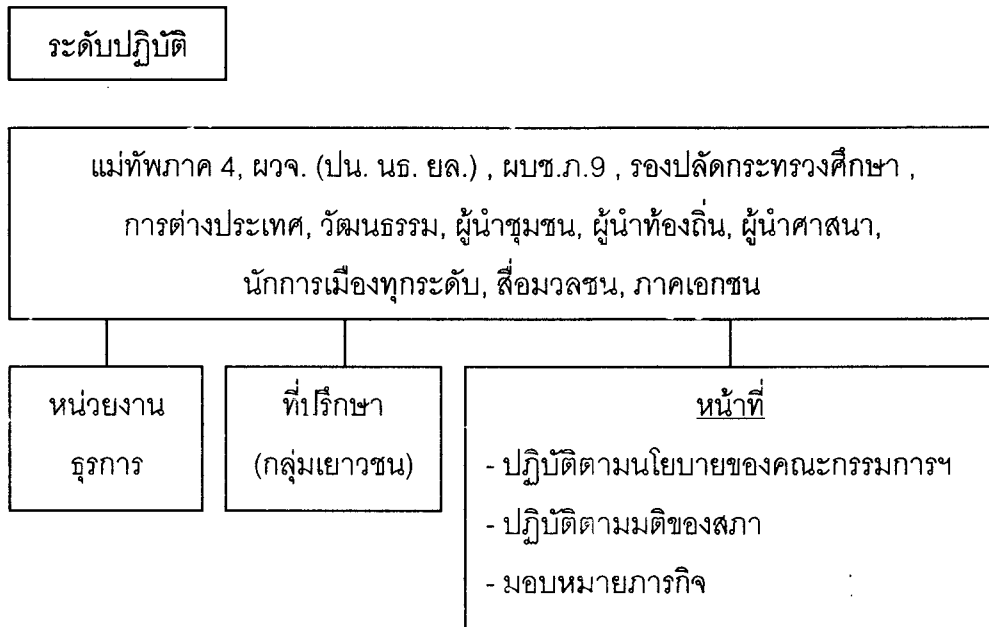 ระดับปฏิบัติ
แม่ทัพภาค 4, ผวจ. (ปน. นธ. ยล.) , ผบช.ภ.9 , รองปลัดกระทรวงศึกษา ,
การต่างประเทศ, วัฒนธรรม, ผู้นำชุมชน, ผู้นำท้องถิ่น, ผู้นำศาสนา,
นักการเมืองทุกระดับ, สื่อมวลชน, ภาคเอกชน
หน่วยงาน
ธุรการ
ที่ปรึกษา
(กลุ่มเยาวชน)
หน้าที่
- ปฏิบัติตามนโยบายของคณะกรรมการฯ
- ปฏิบัติตามมติของสภา
- มอบหมายภารกิจ